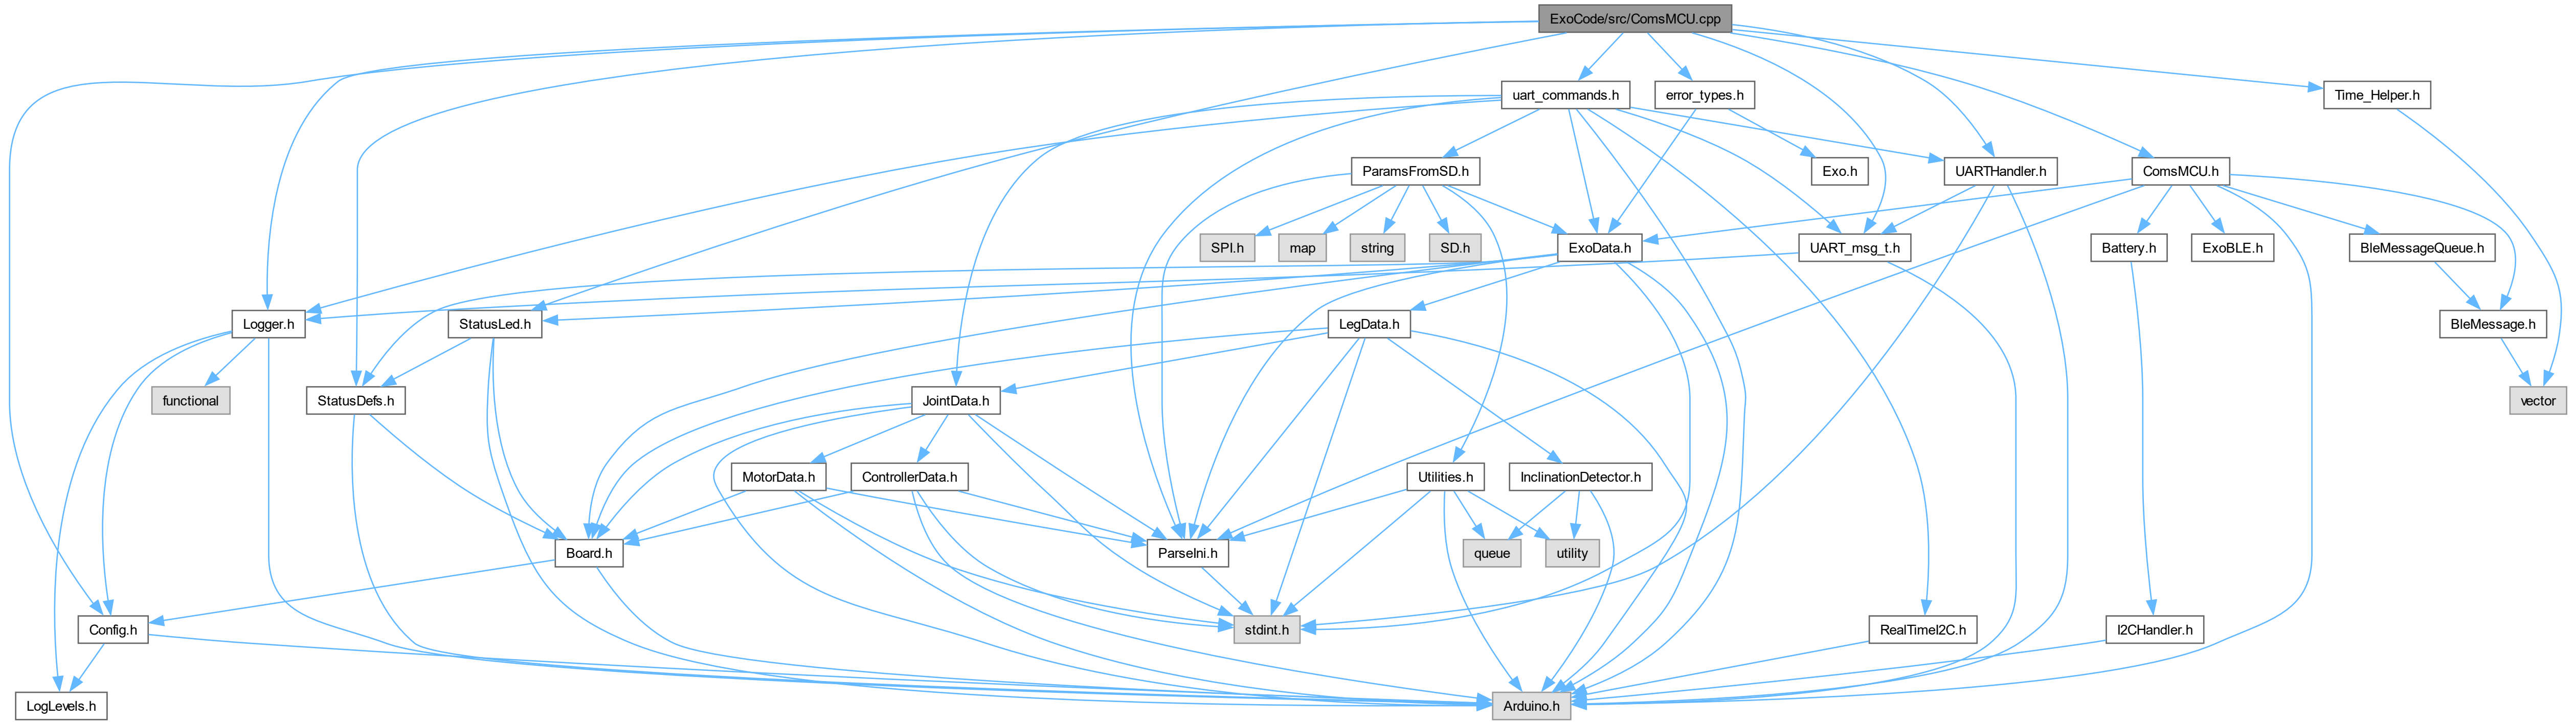 ExoCode/src/ComsMCU.cpp
uart_commands.h
error_types.h
Time_Helper.h
ParamsFromSD.h
Exo.h
UARTHandler.h
ComsMCU.h
SPI.h
map
string
SD.h
ExoData.h
UART_msg_t.h
Battery.h
ExoBLE.h
BleMessageQueue.h
Logger.h
StatusLed.h
LegData.h
BleMessage.h
functional
StatusDefs.h
JointData.h
vector
MotorData.h
ControllerData.h
Utilities.h
InclinationDetector.h
Board.h
ParseIni.h
queue
utility
Config.h
stdint.h
RealTimeI2C.h
I2CHandler.h
LogLevels.h
Arduino.h